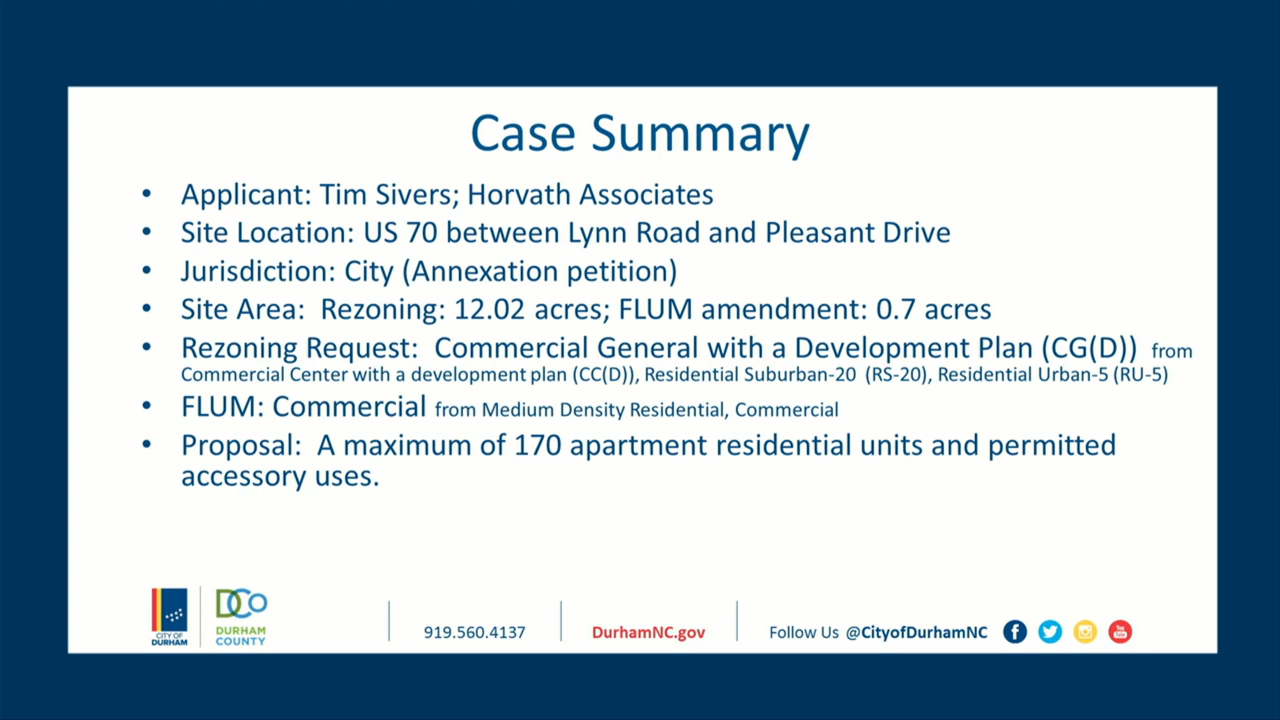 Case Summary
• Applicant: Tim Sivers; Horvath Associates
• Site Location: US 70 between Lynn Road and Pleasant Drive
• Jurisdiction: City (Annexation petition)
• Site Area: Rezoning: 12.02 acres; FLUM amendment: 0.7 acres
• Rezoning Request: Commercial General with a Development Plan (CG(D)) from
Commercial Center with a development plan (CC(D)), Residential Suburban-20 (RS-20), Residential Urban-5 (RU-5)
• FLUM: Commercial from Medium Density Residential, Commercial
• Proposal: A maximum of 170 apartment residential units and permitted
accessory uses.
CITY OF
DURHAM
DCo
DURHAM
COUNTY
919.560.4137
DurhamNC.gov
Follow Us @CityofDurhamNC
f
You
Tube